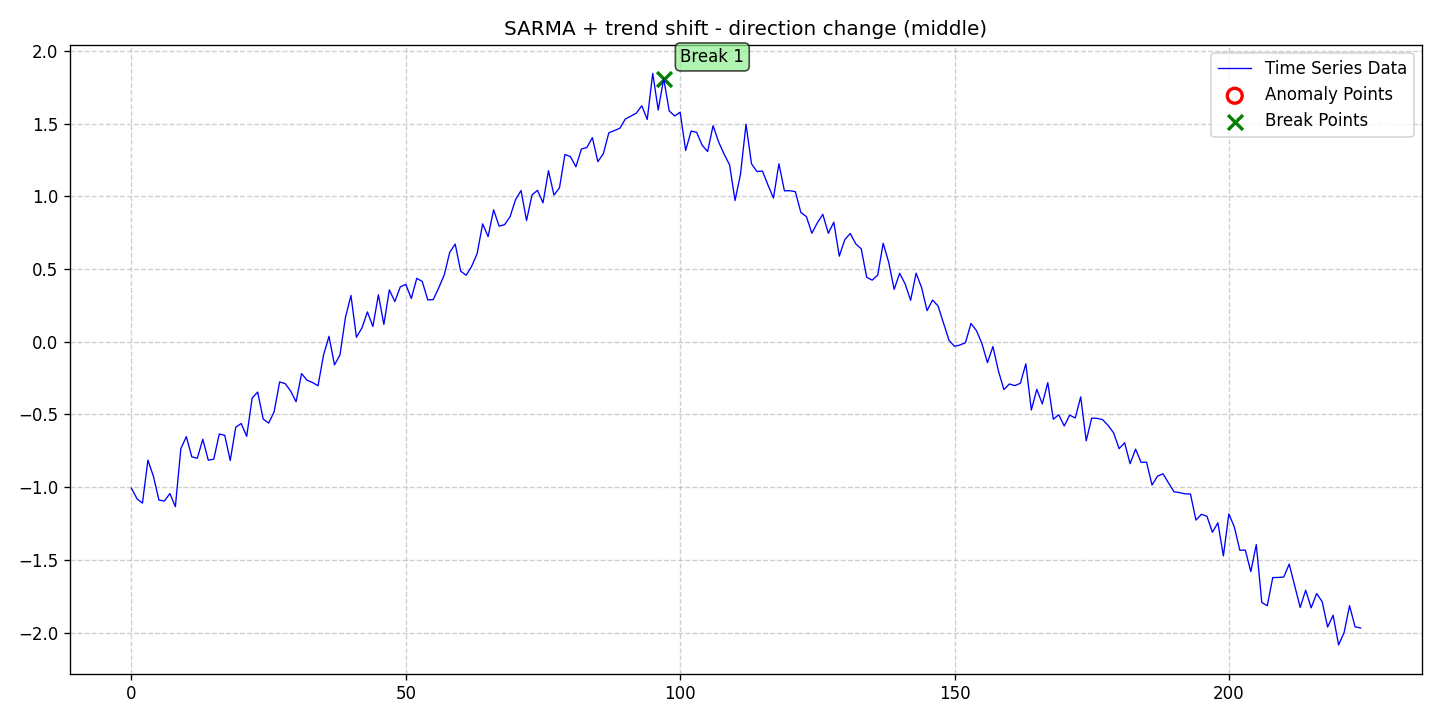 SARMA + trend shift - direction change (middle)
Break 1
Time Series Data
Anomaly Points
Break Points
2.0
1.5
1.0
0.5
0.0
−0.5
−1.0
−1.5
−2.0
0 50 100 150 200